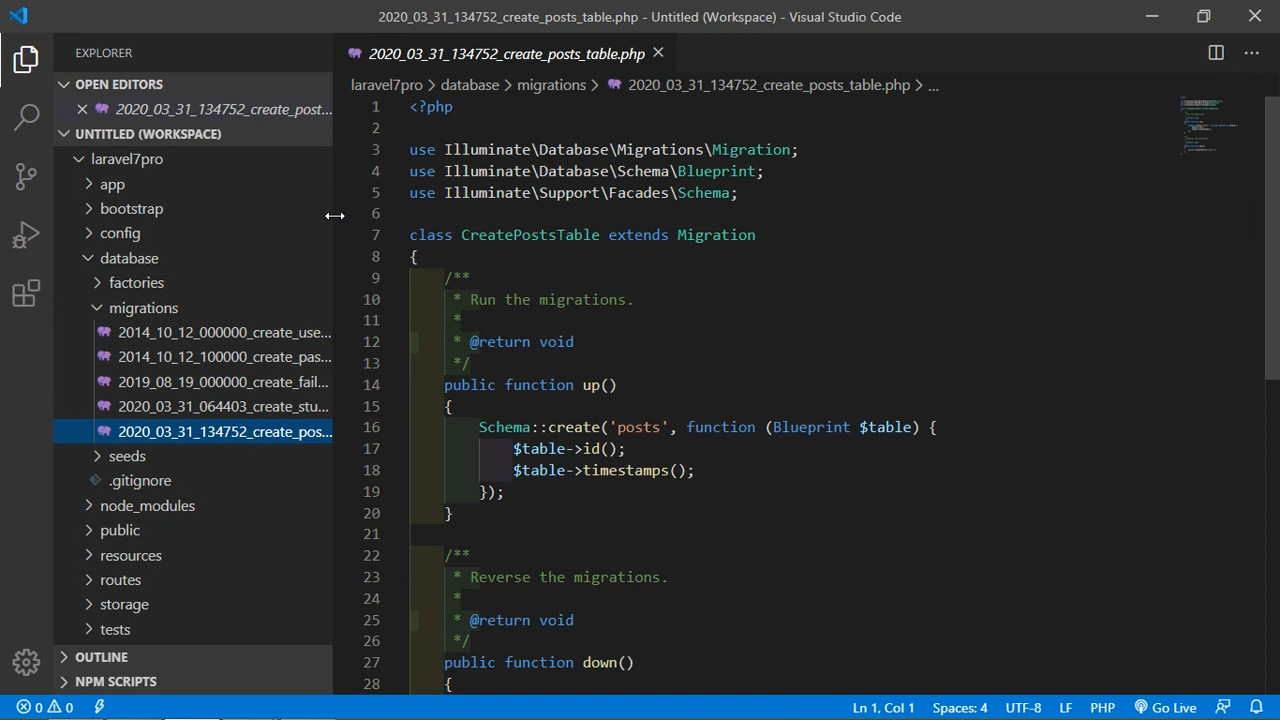 2020_03_31_134752_create_posts_table.php - Untitled (Workspace) - Visual Studio Code
EXPLORER
OPEN EDITORS
2020_03_31_134752_create_post...
UNTITLED (WORKSPACE)
laravel7pro
app
bootstrap
config
database
factories
migrations
2014_10_12_000000_create_use...
2014_10_12_100000_create_pas...
2019_08_19_000000_create_fail...
2020_03_31_064403_create_stu...
2020_03_31_134752_create_pos...
seeds
.gitignore
node_modules
public
resources
routes
storage
tests
OUTLINE
NPM SCRIPTS
2020_03_31_134752_create_posts_table.php
laravel7pro > database > migrations > 2020_03_31_134752_create_posts_table.php > ...
1 <?php
2
3 use Illuminate\Database\Migrations\Migration;
4 use Illuminate\Database\Schema\Blueprint;
5 use Illuminate\Support\Facades\Schema;
6
7 class CreatePostsTable extends Migration
8 {
9 /**
10 * Run the migrations.
11 *
12 * @return void
13 */
14 public function up()
15 {
16 Schema::create('posts', function (Blueprint $table) {
17 $table->id();
18 $table->timestamps();
19 });
20 }
21
22 /**
23 * Reverse the migrations.
24 *
25 * @return void
26 */
27 public function down()
28 {
0 0 Ln 1, Col 1 Spaces: 4 UTF-8 LF PHP Go Live